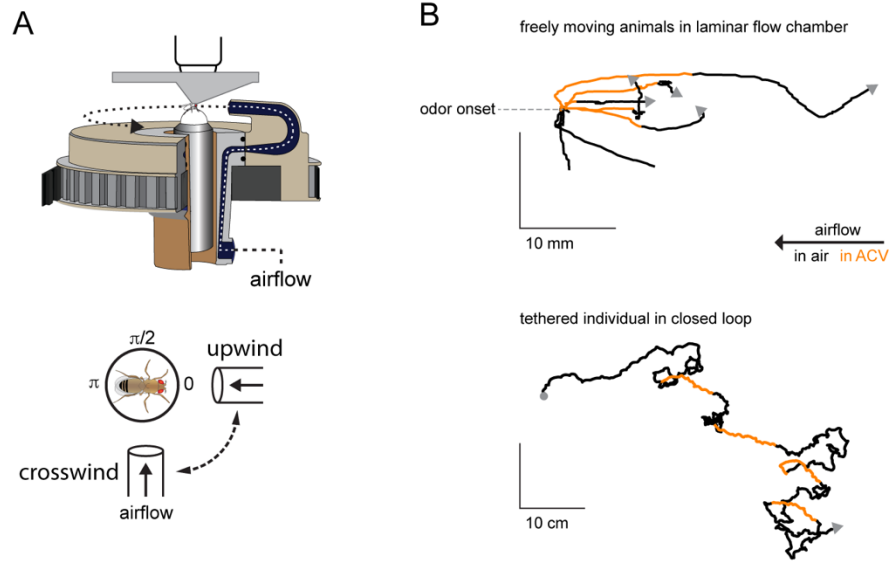 A
airflow
π/2
upwind
π
0
crosswind
airflow
B
freely moving animals in laminar flow chamber
odor onset
10 mm
airflow
in air in ACV
tethered individual in closed loop
10 cm